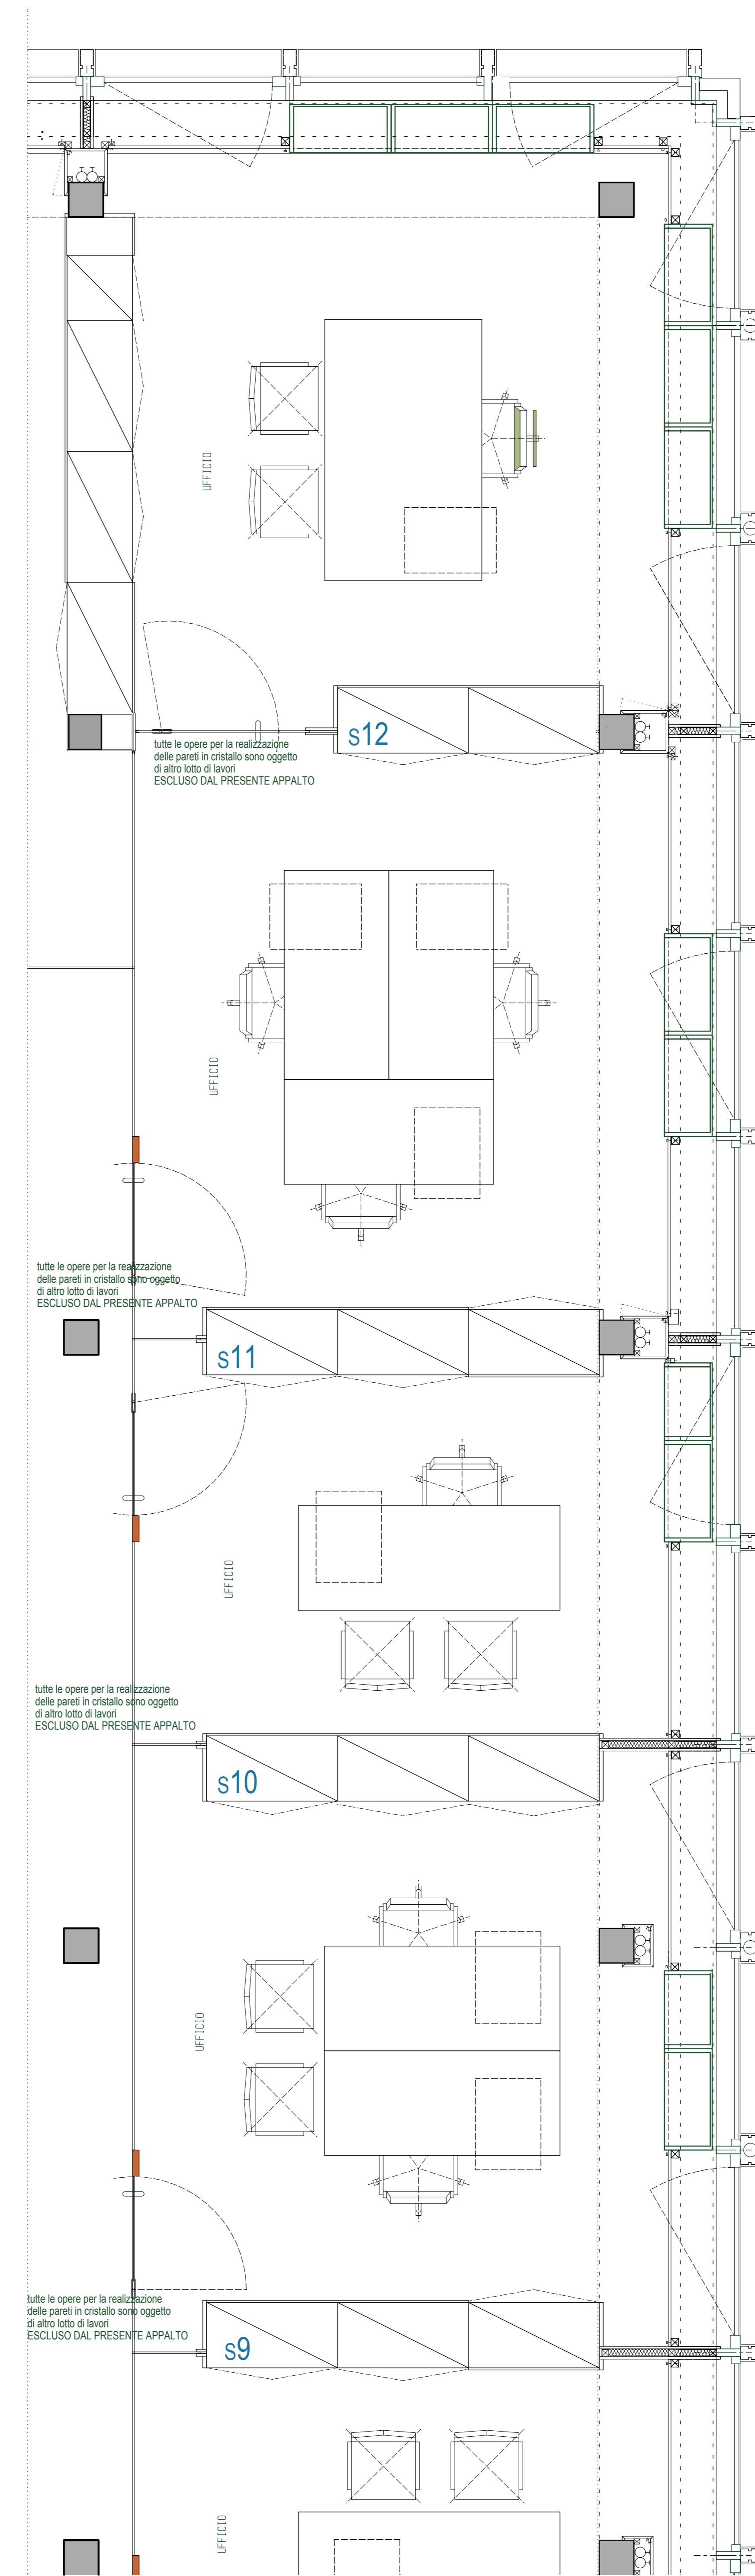 UFFICIO
s12
tutte le opere per la realizzazione
delle pareti in cristallo sono oggetto
di altro lotto di lavori
ESCLUSO DAL PRESENTE APPALTO
UFFICIO
tutte le opere per la realizzazione
delle pareti in cristallo sono oggetto
di altro lotto di lavori
ESCLUSO DAL PRESENTE APPALTO
s11
UFFICIO
tutte le opere per la realizzazione
delle pareti in cristallo sono oggetto
di altro lotto di lavori
ESCLUSO DAL PRESENTE APPALTO
s10
UFFICIO
tutte le opere per la realizzazione
delle pareti in cristallo sono oggetto
di altro lotto di lavori
ESCLUSO DAL PRESENTE APPALTO
s9
UFFICIO